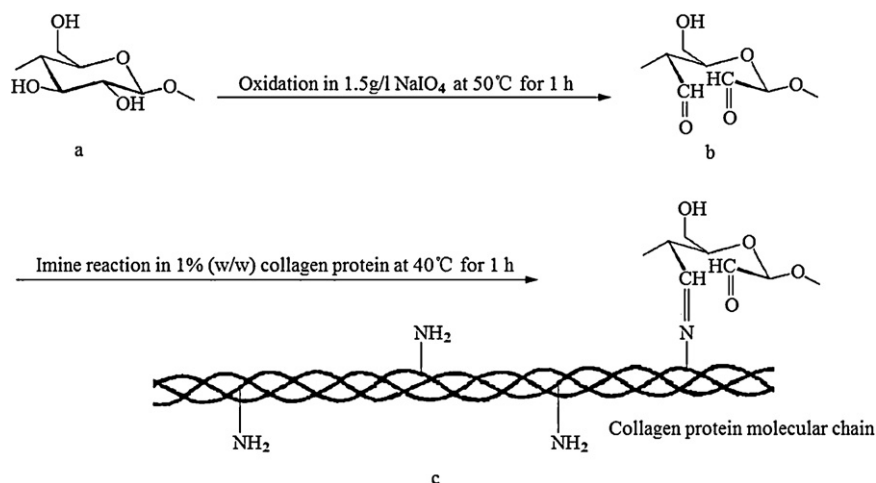 OH
O
HO
OH
O
a
Oxidation in 1.5g/l NaIO₄ at 50℃ for 1 h
OH
O
HC
CH
O
O
O
b
Imine reaction in 1% (w/w) collagen protein at 40℃ for 1 h
OH
O
HC
O
CH
O
N
NH₂
NH₂
NH₂
Collagen protein molecular chain
c